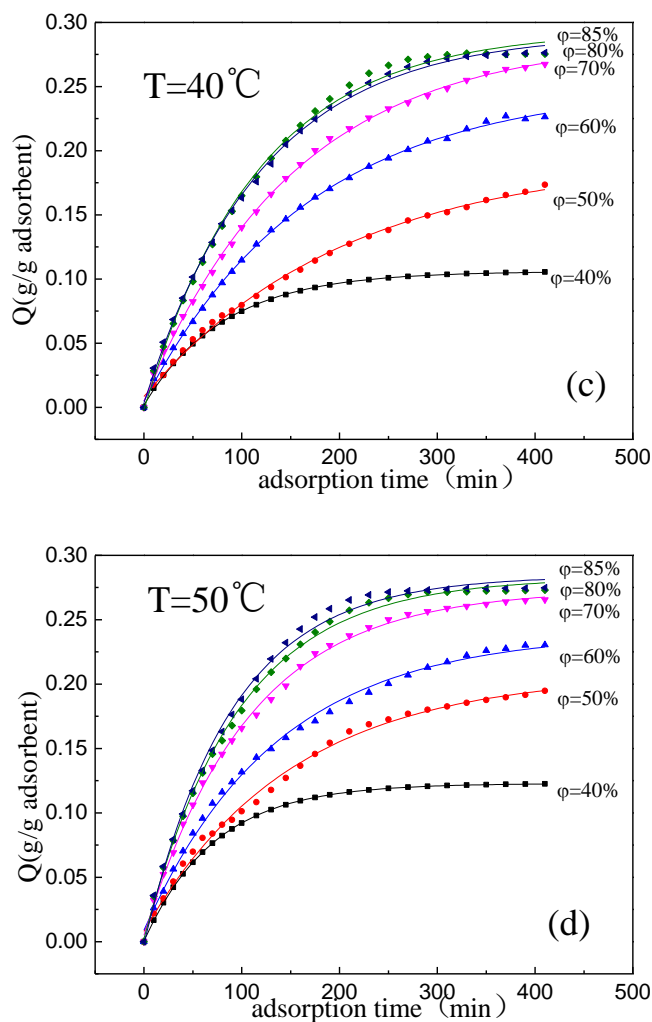 φ=85%
0.30
φ=80%
T=40℃
φ=70%
0.25
φ=60%
0.20
φ=50%
0.15
φ=40%
0.10
0.05
(c)
0.00
Q(g/g adsorbent)
0 100 200 300 400 500
adsorption time（min）
0.30
φ=85%
T=50℃
φ=80%
φ=70%
0.25
φ=60%
0.20
φ=50%
0.15
φ=40%
0.10
0.05
(d)
0.00
Q(g/g adsorbent)
0 100 200 300 400 500
adsorption time（min）